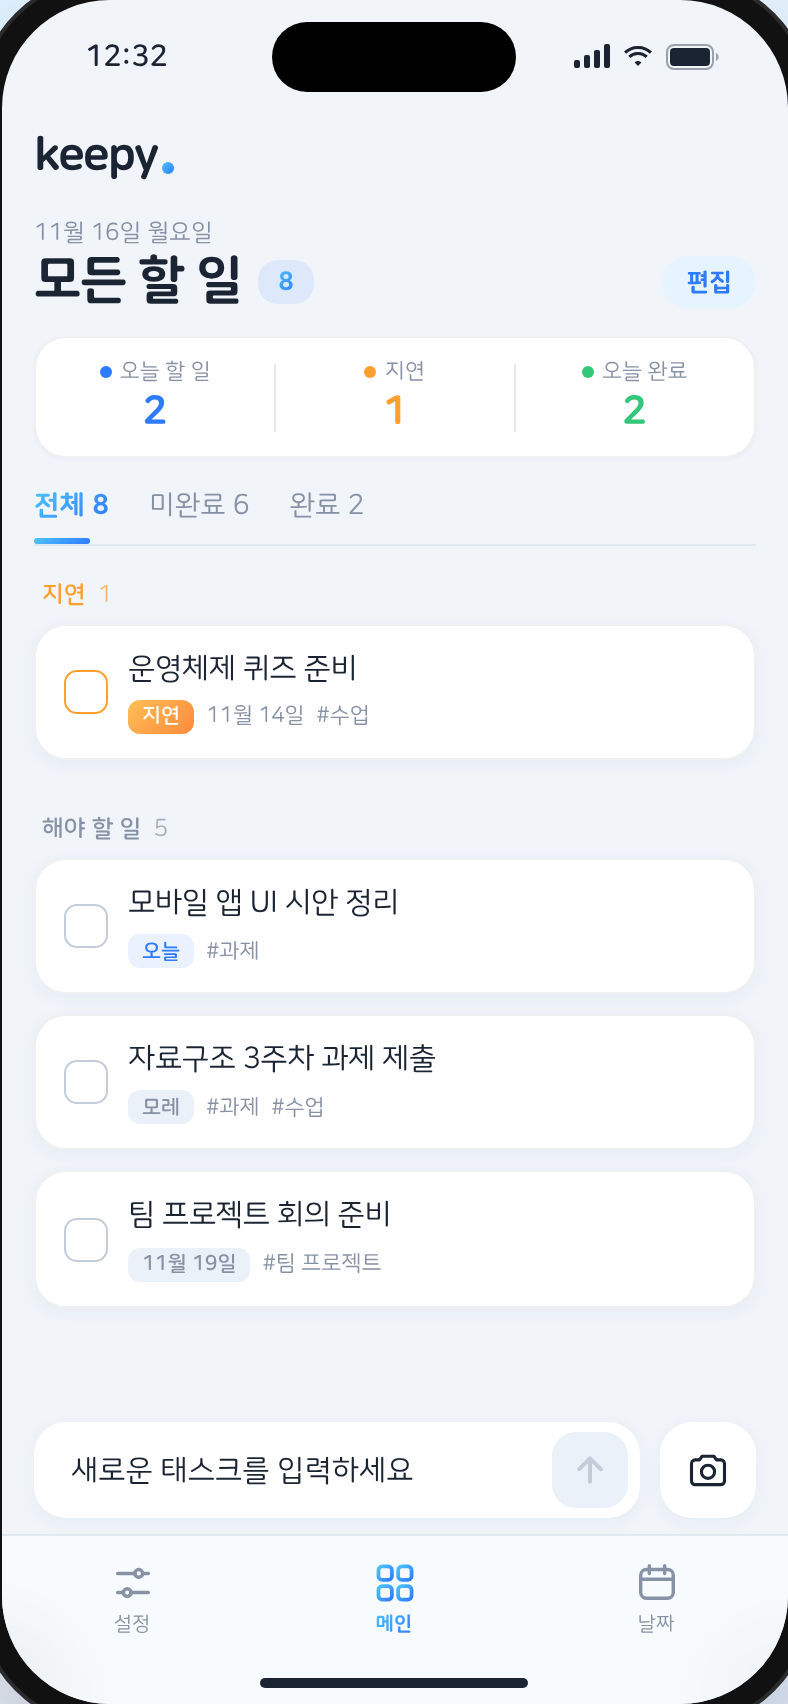 12:32
keepy.
11월 16일 월요일
모든 할 일 8
편집
오늘 할 일 지연 오늘 완료
2 1 2
전체 8 미완료 6 완료 2
지연 1
운영체제 퀴즈 준비
지연 11월 14일 #수업
해야 할 일 5
모바일 앱 UI 시안 정리
오늘 #과제
자료구조 3주차 과제 제출
모레 #과제 #수업
팀 프로젝트 회의 준비
11월 19일 #팀 프로젝트
새로운 태스크를 입력하세요
설정 메인 날짜